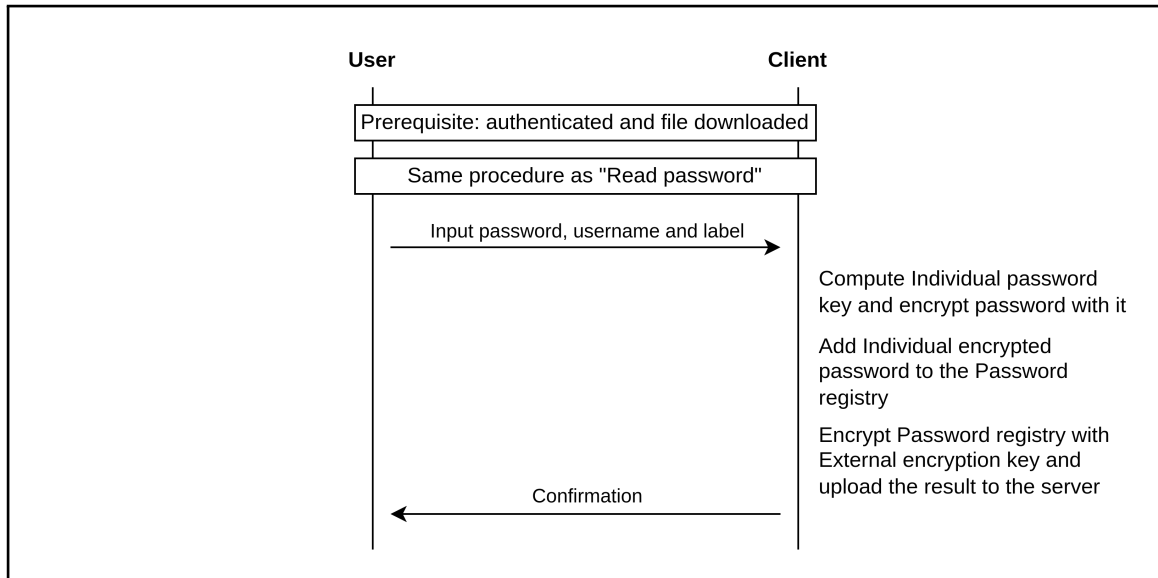 User
Client
Prerequisite: authenticated and file downloaded
Same procedure as "Read password"
Input password, username and label
Compute Individual password
key and encrypt password with it
Add Individual encrypted
password to the Password
registry
Encrypt Password registry with
External encryption key and
upload the result to the server
Confirmation